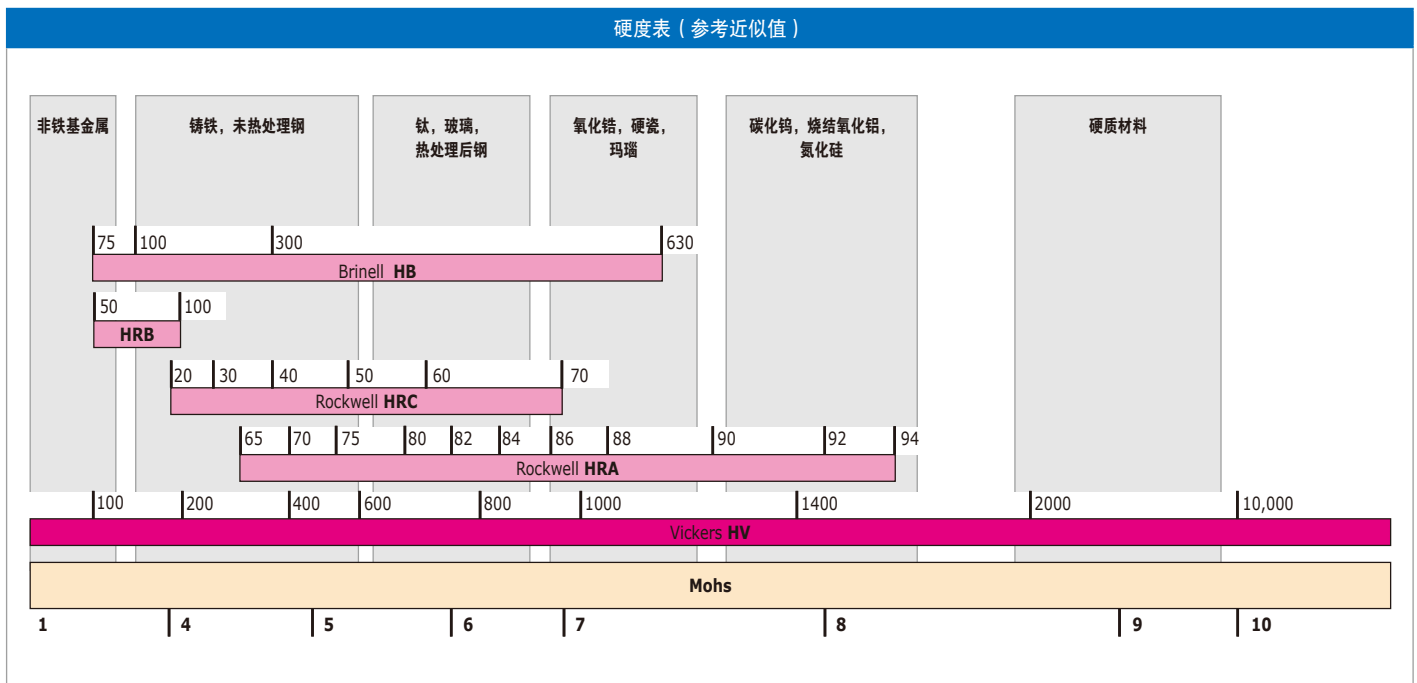 硬度表（参考近似值）
非铁基金属
铸铁，未热处理钢
钛，玻璃，
热处理后钢
氧化锆，硬瓷，
玛瑙
碳化钨，烧结氧化铝，
氮化硅
硬质材料
75 100 300 630
Brinell HB
50 100
HRB
20 30 40 50 60 70
Rockwell HRC
65 70 75 80 82 84 86 88 90 92 94
Rockwell HRA
100 200 400 600 800 1000 1400 2000 10,000
Vickers HV
Mohs
1 4 5 6 7 8 9 10